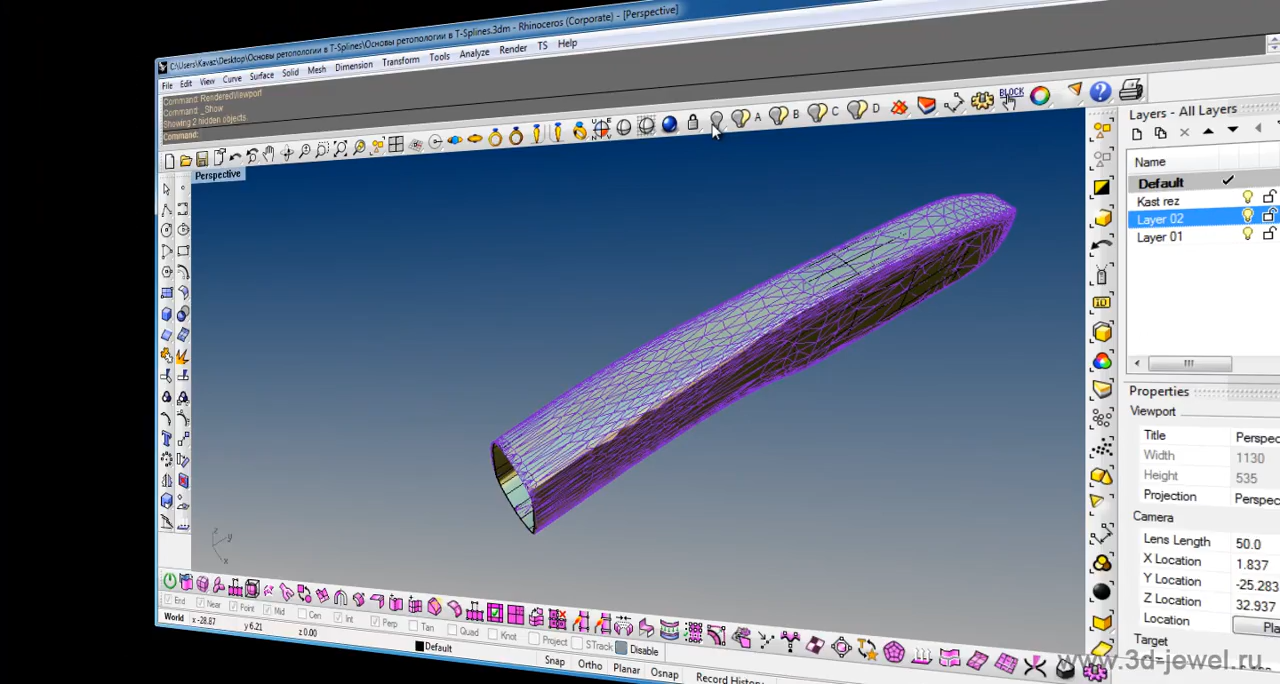 C:\Users\Kavaz\Desktop\Основы ретопологии в T-Splines\Основы ретопологии в T-Splines.3dm - Rhinoceros (Corporate) - [Perspective]
File Edit View Curve Surface Solid Mesh Dimension Transform Tools Analyze Render TS Help
Command: RenderedViewport
Command: _Show
Showing 2 hidden objects.
Command:
A B C D BLOCK
Perspective
Layers - All Layers
Name
Default
Kast rez
Layer 02
Layer 01
Properties
Viewport
Title Perspec
Width 1130
Height 535
Projection Perspec
Camera
Lens Length 50.0
X Location 1.837
Y Location -25.283
Z Location 32.937
Location Pla
Target
z y x
End Near Point Mid Cen Int Perp Tan Quad Knot Project STrack Disable
World x -28.87 y 6.21 z 0.00 Default Snap Ortho Planar Osnap Record History
www.3d-jewel.ru